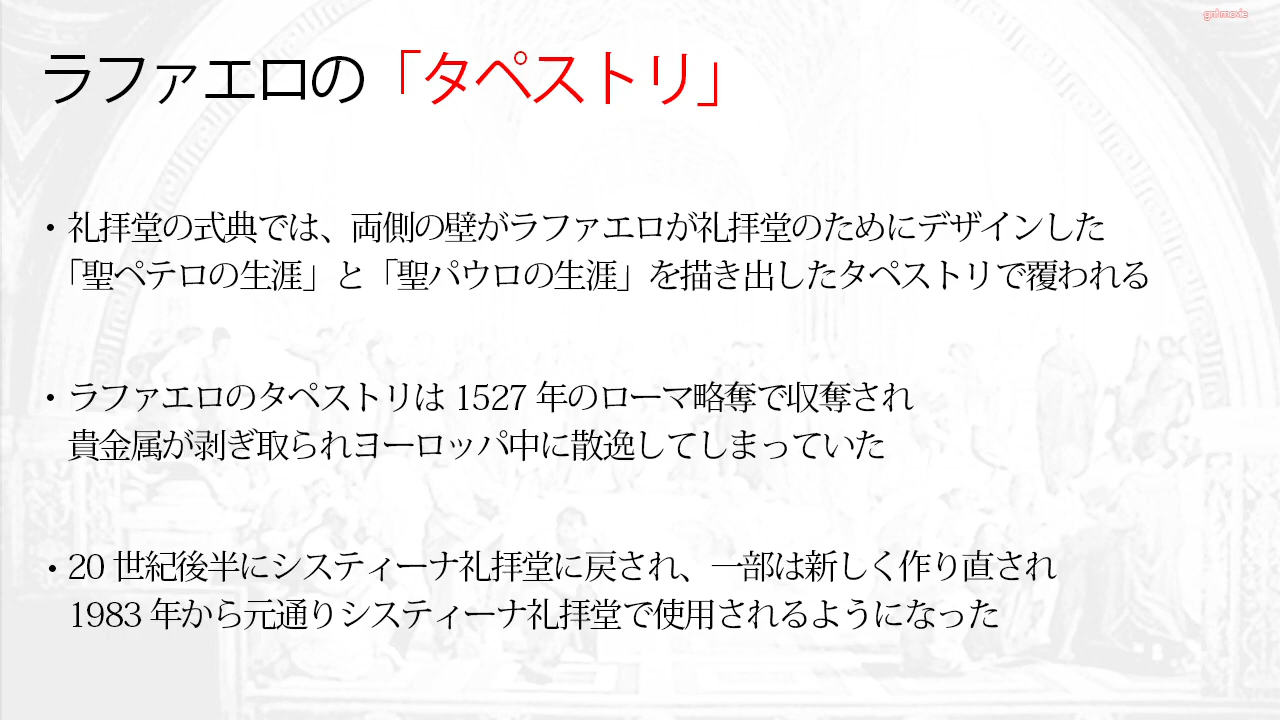 ラファエロの「タペストリ」
・礼拝堂の式典では、両側の壁がラファエロが礼拝堂のためにデザインした
「聖ペテロの生涯」と「聖パウロの生涯」を描き出したタペストリで覆われる
・ラファエロのタペストリは 1527 年のローマ略奪で収奪され
貴金属が剥ぎ取られヨーロッパ中に散逸してしまっていた
・20 世紀後半にシスティーナ礼拝堂に戻され、一部は新しく作り直され
1983 年から元通りシスティーナ礼拝堂で使用されるようになった